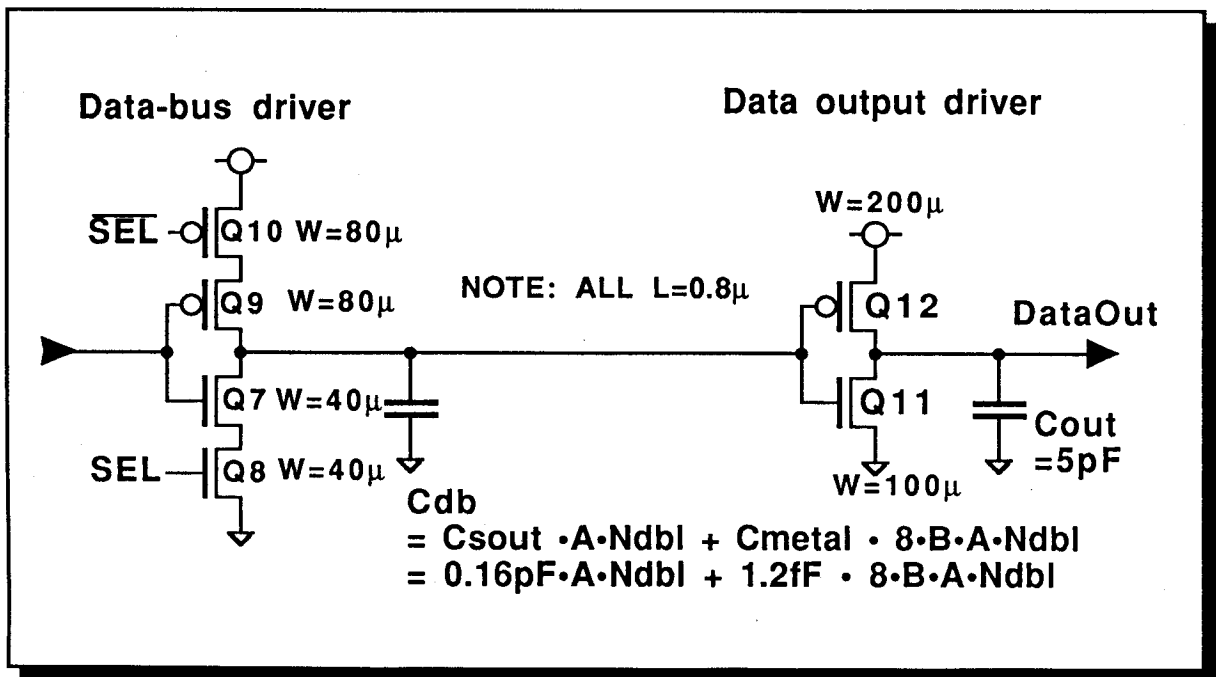 Data-bus driver
Data output driver
W=200μ
S̅E̅L̅ Q10 W=80μ
Q9 W=80μ
NOTE: ALL L=0.8μ
Q12
DataOut
Q7 W=40μ
Q11
SEL Q8 W=40μ
Cout
=5pF
W=100μ
Cdb
= Csout •A•Ndbl + Cmetal • 8•B•A•Ndbl
= 0.16pF•A•Ndbl + 1.2fF • 8•B•A•Ndbl